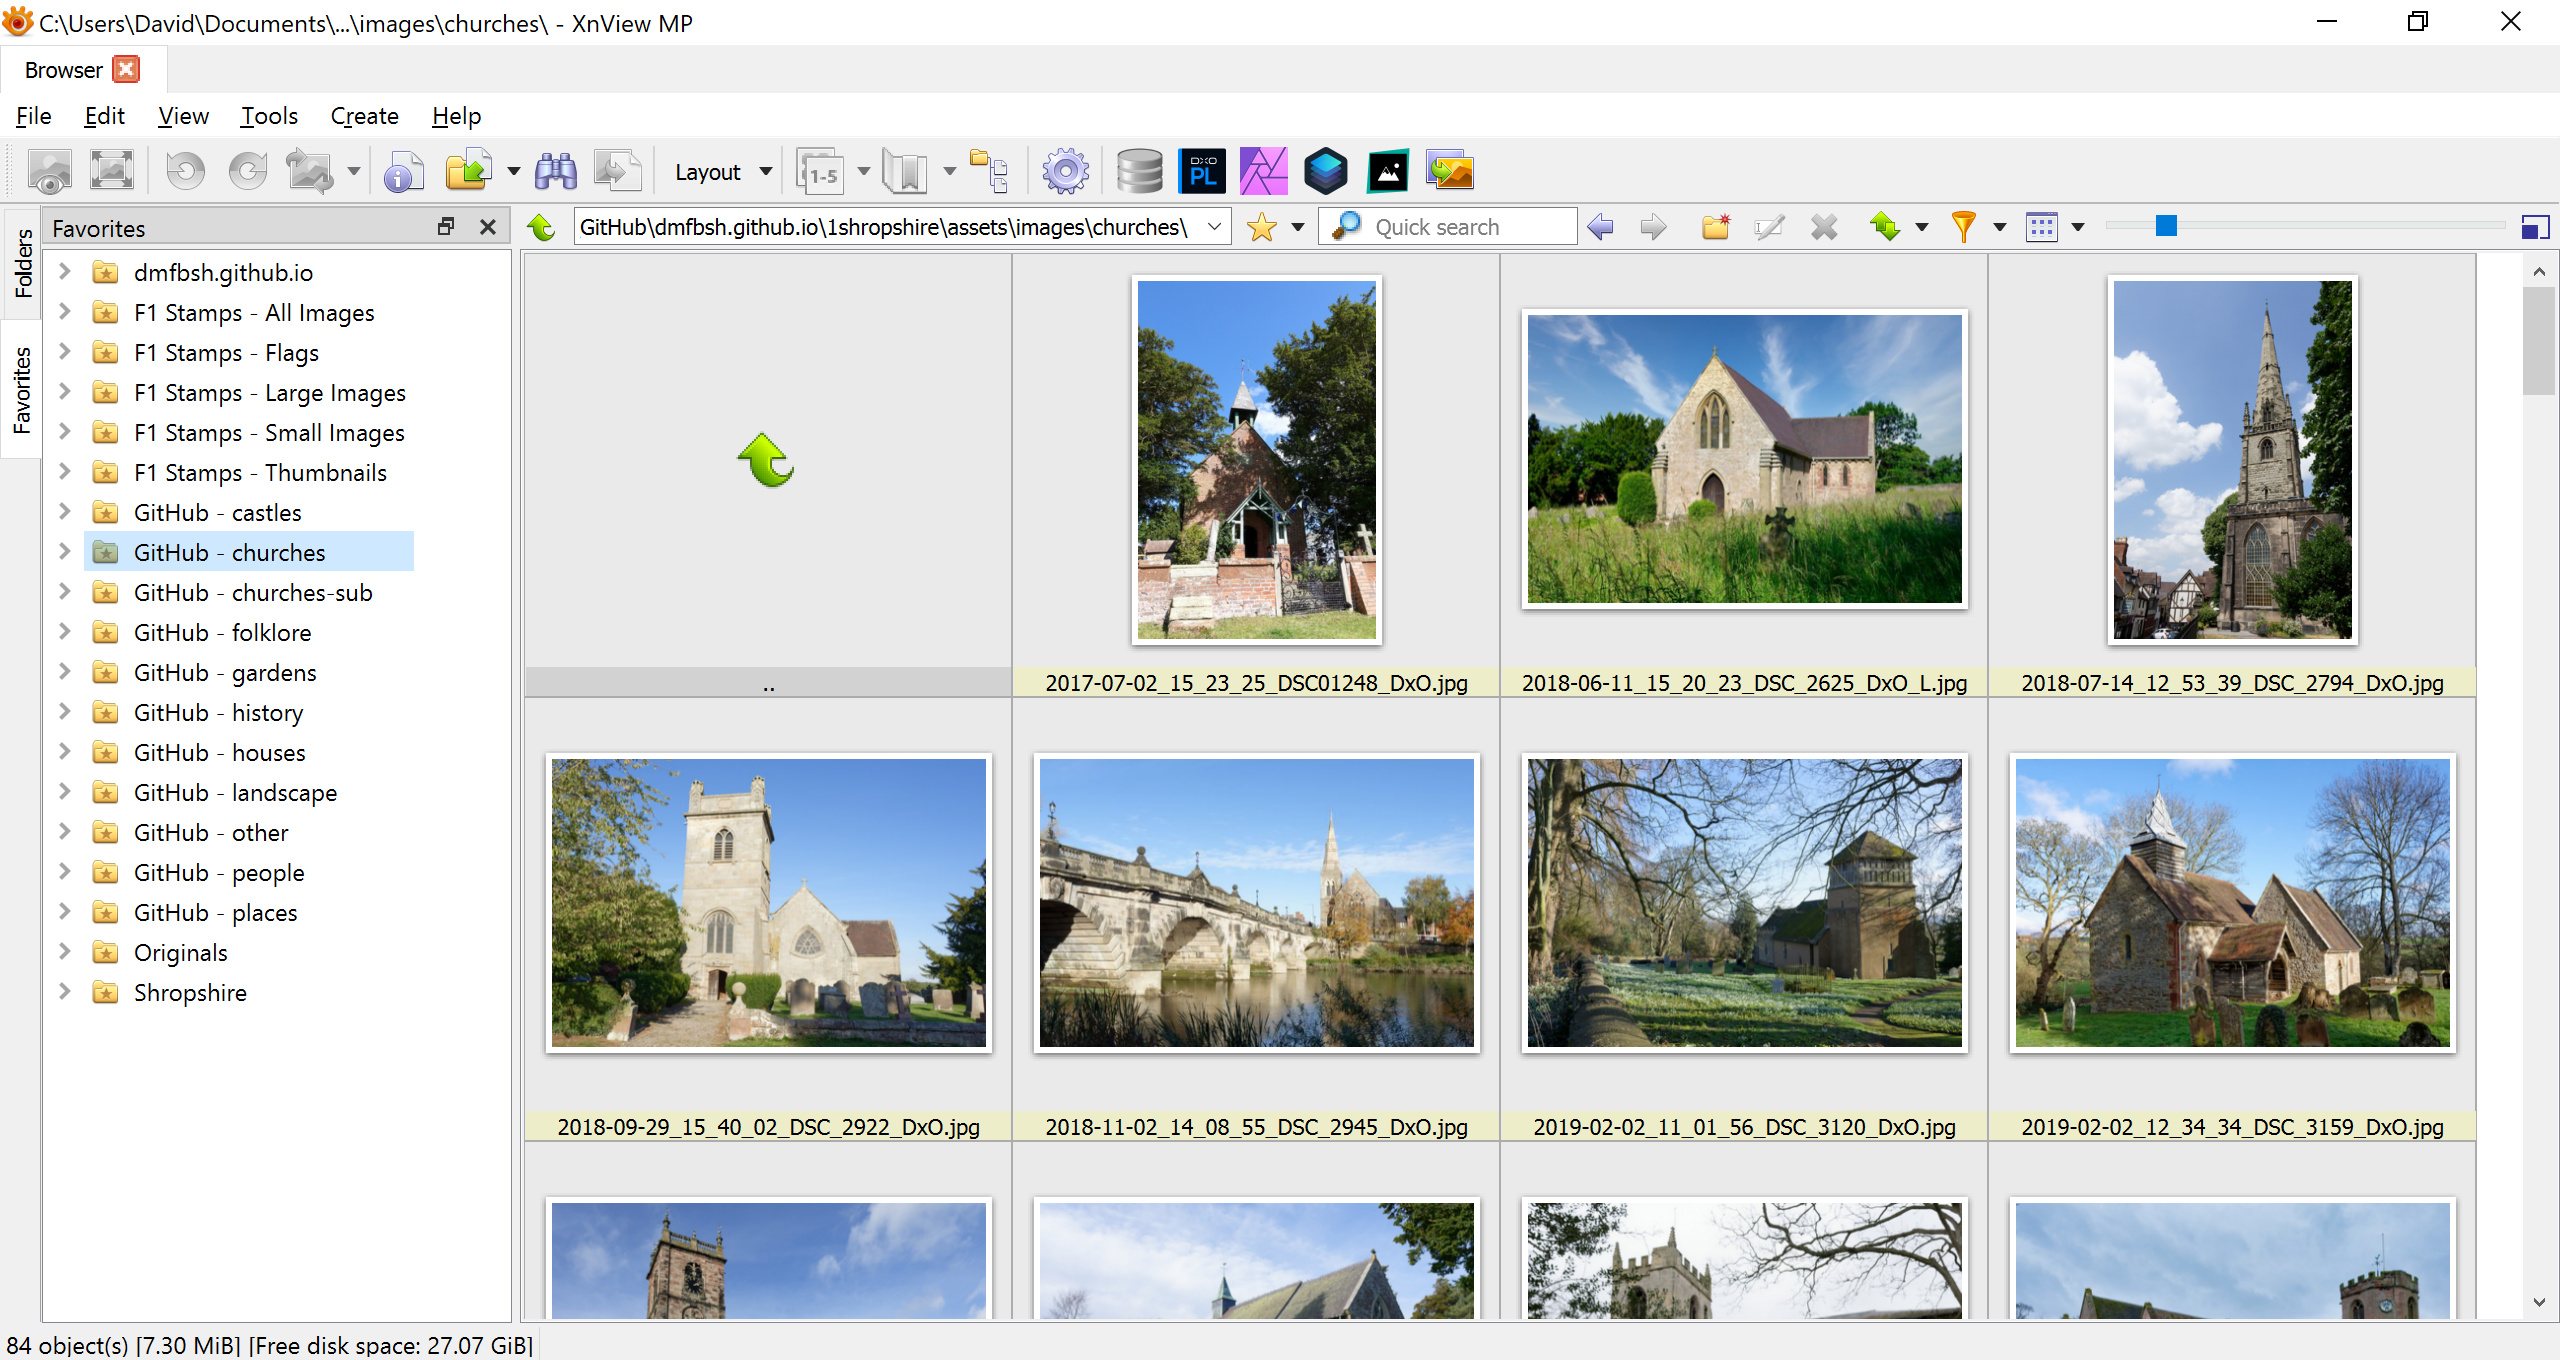 C:\Users\David\Documents\...\images\churches\ - XnView MP
Browser
File Edit View Tools Create Help
1-5
Layout
DXO PL
Folders
Favorites
Favorites
GitHub\dmfbsh.github.io\1shropshire\assets\images\churches\
Quick search
dmfbsh.github.io
F1 Stamps - All Images
F1 Stamps - Flags
F1 Stamps - Large Images
F1 Stamps - Small Images
F1 Stamps - Thumbnails
GitHub - castles
GitHub - churches
GitHub - churches-sub
GitHub - folklore
GitHub - gardens
GitHub - history
GitHub - houses
GitHub - landscape
GitHub - other
GitHub - people
GitHub - places
Originals
Shropshire
..
2017-07-02_15_23_25_DSC01248_DxO.jpg
2018-06-11_15_20_23_DSC_2625_DxO_L.jpg
2018-07-14_12_53_39_DSC_2794_DxO.jpg
2018-09-29_15_40_02_DSC_2922_DxO.jpg
2018-11-02_14_08_55_DSC_2945_DxO.jpg
2019-02-02_11_01_56_DSC_3120_DxO.jpg
2019-02-02_12_34_34_DSC_3159_DxO.jpg
84 object(s) [7.30 MiB] [Free disk space: 27.07 GiB]